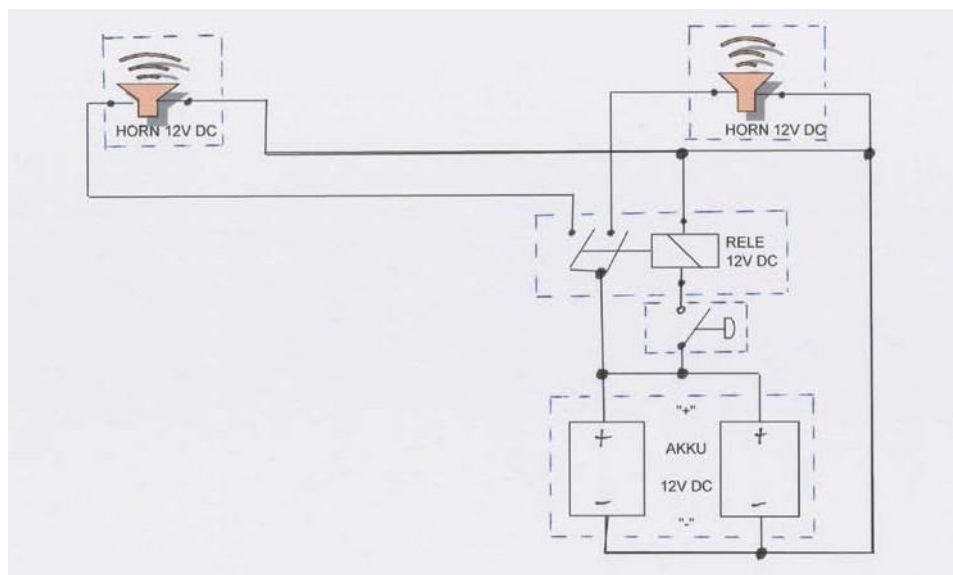 HORN 12V DC
HORN 12V DC
RELE
12V DC
"+"
+
+
AKKU
12V DC
-
-
"-"